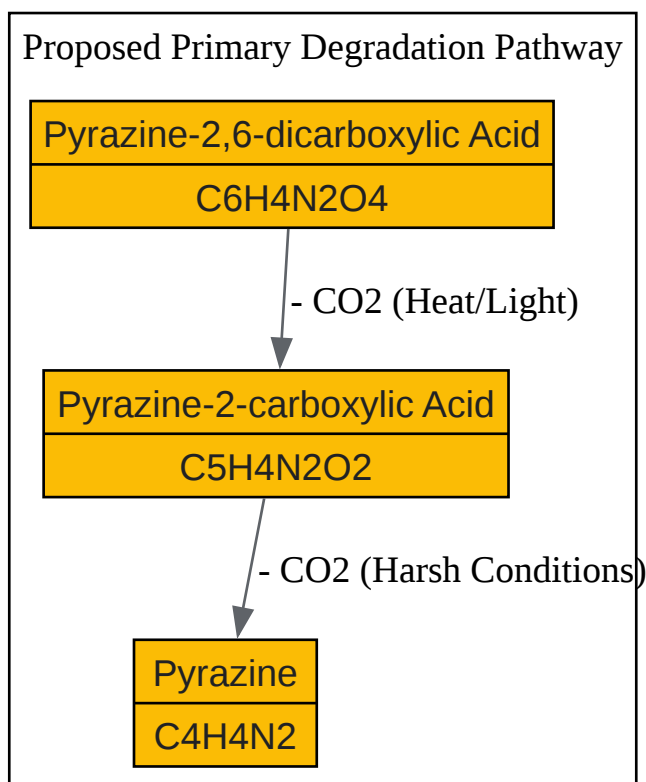 Proposed Primary Degradation Pathway
Pyrazine-2,6-dicarboxylic Acid
C6H4N2O4
- CO2 (Heat/Light)
Pyrazine-2-carboxylic Acid
C5H4N2O2
- CO2 (Harsh Conditions)
Pyrazine
C4H4N2